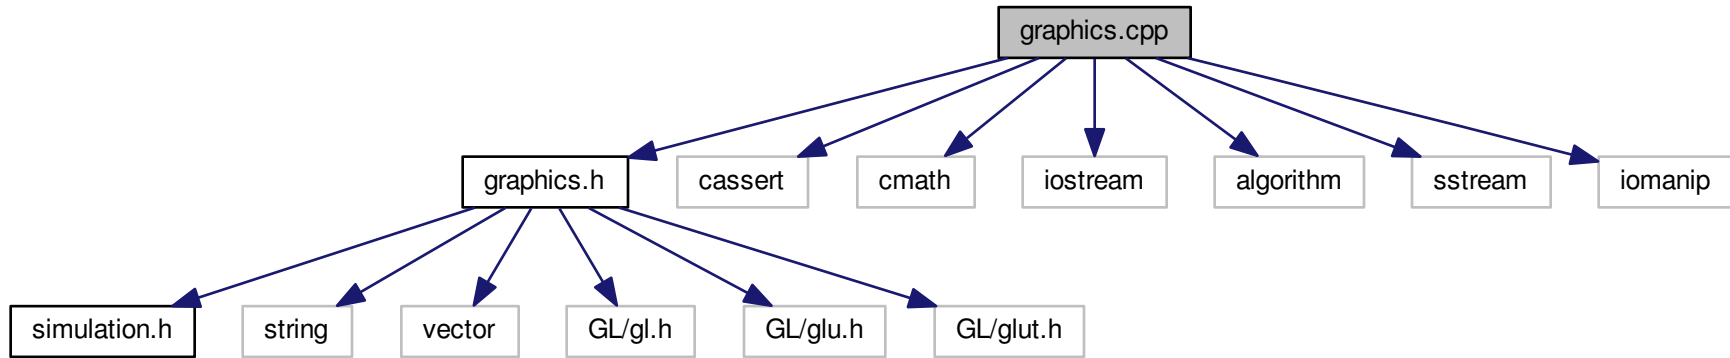 graphics.cpp
graphics.h
cassert
cmath
iostream
algorithm
sstream
iomanip
simulation.h
string
vector
GL/gl.h
GL/glu.h
GL/glut.h